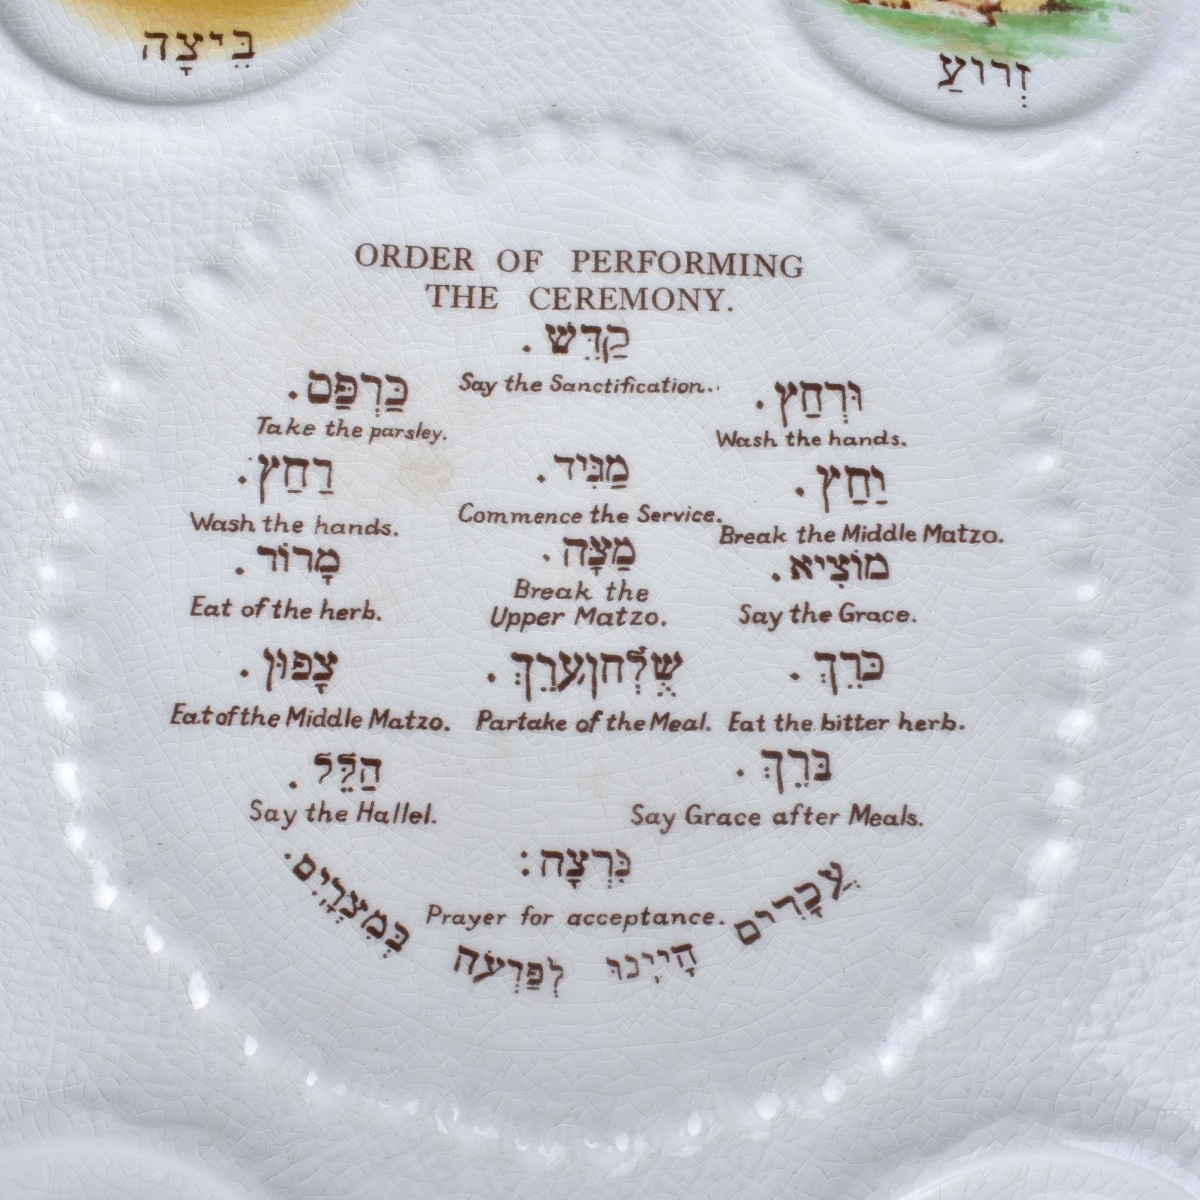 בֵּיצָה
זְרוֹעַ
ORDER OF PERFORMING
THE CEREMONY.
קַדֵּשׁ .
Say the Sanctification.
וּרְחַץ .
Wash the hands.
כַּרְפַּס .
Take the parsley.
יַחַץ .
Break the Middle Matzo.
מַגִּיד .
Commence the Service.
רַחַץ .
Wash the hands.
מוֹצִיא .
Say the Grace.
מַצָּה .
Break the
Upper Matzo.
מָרוֹר .
Eat of the herb.
כֹּרֵךְ .
Eat the bitter herb.
שֻׁלְחן עֹרֵךְ .
Partake of the Meal.
צָפוּן .
Eat of the Middle Matzo.
בֹּרֵךְ .
Say Grace after Meals.
הַלֵּל .
Say the Hallel.
נִרְצָה :
Prayer for acceptance.
עֲבָדִים הָיִינוּ לְפַרְעֹה בְּמִצְרָיִם .